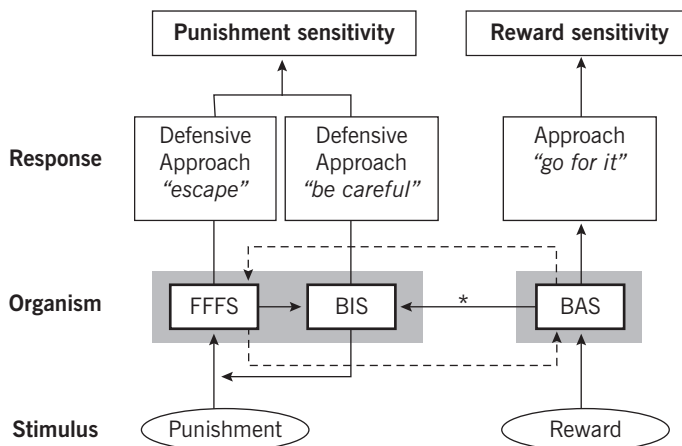 Punishment sensitivity
Reward sensitivity
Response
Defensive
Approach
"escape"
Defensive
Approach
"be careful"
Approach
"go for it"
Organism
FFFS
BIS
*
BAS
Stimulus
Punishment
Reward